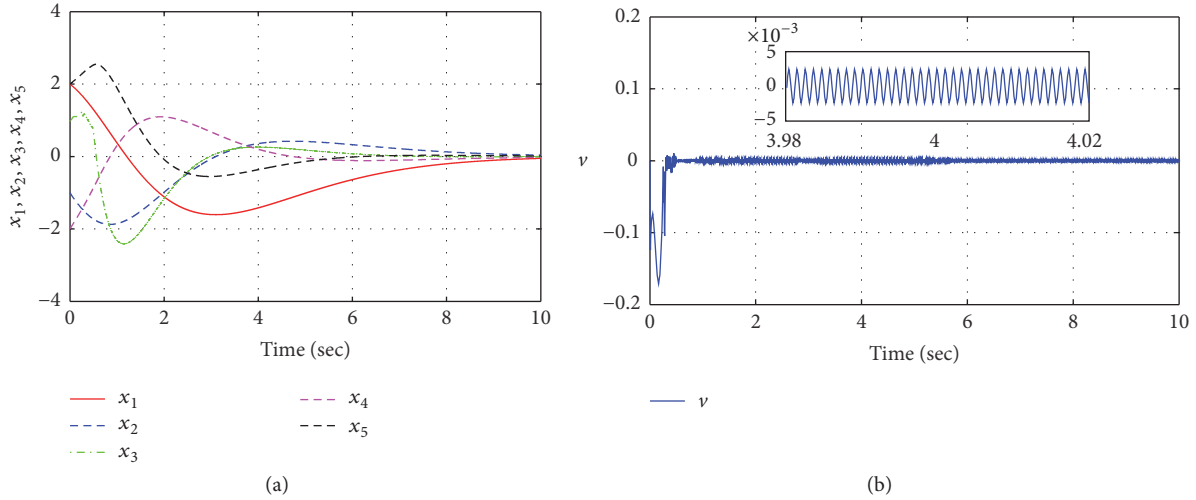 4
2
0
−2
−4
x1, x2, x3, x4, x5
0 2 4 6 8 10
Time (sec)
x1
x2
x3
x4
x5
(a)
0.2
0.1
0
−0.1
−0.2
v
×10−3
5
0
−5
3.98 4 4.02
0 2 4 6 8 10
Time (sec)
v
(b)